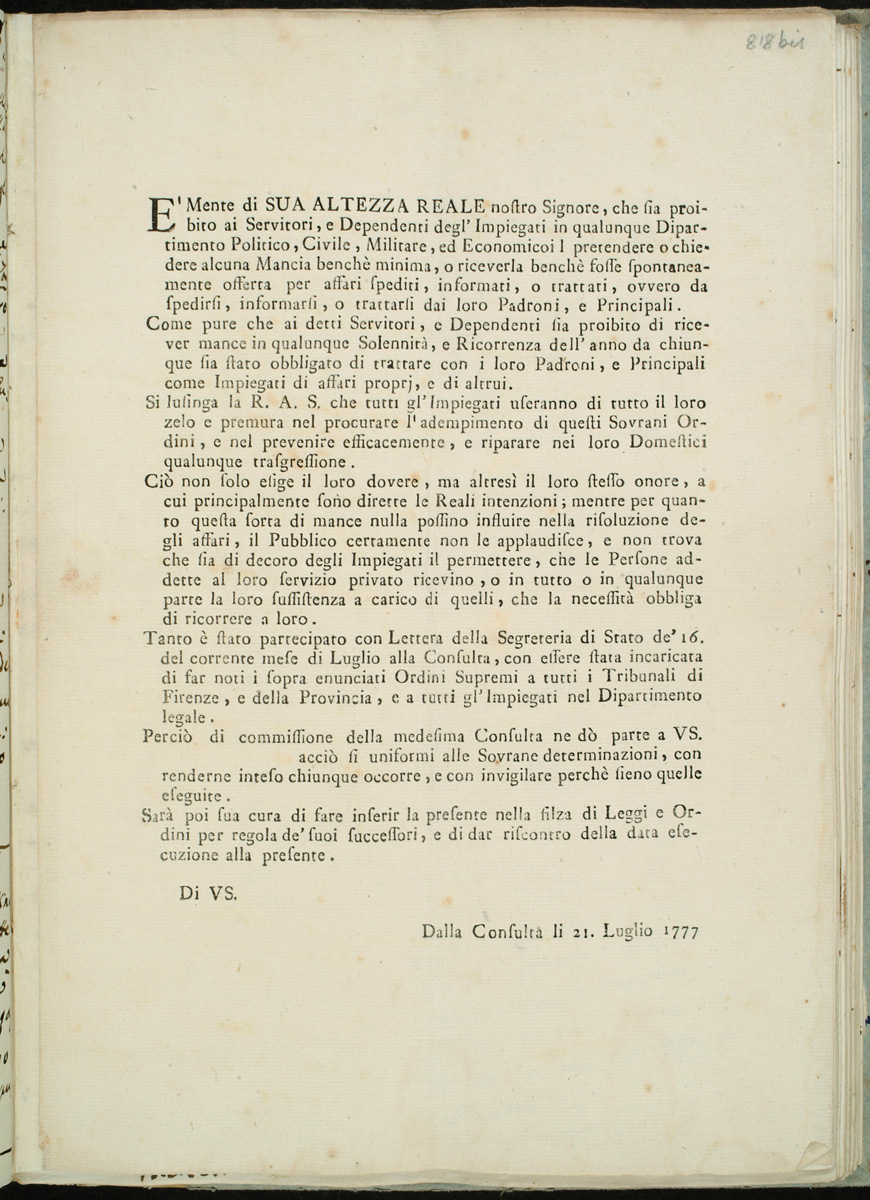 818 bis
E' Mente di SUA ALTEZZA REALE noſtro Signore, che ſia proi-
bito ai Servitori, e Dependenti degl' Impiegati in qualunque Dipar-
timento Politico, Civile, Militare, ed Economicoi l pretendere o chie-
dere alcuna Mancia benchè minima, o riceverla benchè foſſe ſpontanea-
mente offerta per affari ſpediti, informati, o trattati, ovvero da
ſpedirſi, informarſi, o trattarſi dai loro Padroni, e Principali.
Come pure che ai detti Servitori, e Dependenti ſia proibito di rice-
ver mance in qualunque Solennità, e Ricorrenza dell' anno da chiun-
que ſia ſtato obbligato di trattare con i loro Padroni, e Principali
come Impiegati di affari proprj, e di altrui.
Si luſinga la R. A. S. che tutti gl' Impiegati uſeranno di tutto il loro
zelo e premura nel procurare l' adempimento di queſti Sovrani Or-
dini, e nel prevenire efficacemente, e riparare nei loro Domeſtici
qualunque traſgreſſione.
Ciò non ſolo eſige il loro dovere, ma altresì il loro ſteſſo onore, a
cui principalmente ſono dirette le Reali intenzioni; mentre per quan-
to queſta ſorta di mance nulla poſſino influire nella riſoluzione de-
gli affari, il Pubblico certamente non le applaudiſce, e non trova
che ſia di decoro degli Impiegati il permettere, che le Perſone ad-
dette al loro ſervizio privato ricevino, o in tutto o in qualunque
parte la loro ſuſſiſtenza a carico di quelli, che la neceſſità obbliga
di ricorrere a loro.
Tanto è ſtato partecipato con Lettera della Segreteria di Stato de' 16.
del corrente meſe di Luglio alla Conſulta, con eſſere ſtata incaricata
di far noti i ſopra enunciati Ordini Supremi a tutti i Tribunali di
Firenze, e della Provincia, e a tutti gl' Impiegati nel Dipartimento
legale.
Perciò di commiſſione della medeſima Conſulta ne dò parte a VS.
acciò ſi uniformi alle Sovrane determinazioni, con
renderne inteſo chiunque occorre, e con invigilare perchè ſieno quelle
eſeguite.
Sarà poi ſua cura di fare inſerir la preſente nella filza di Leggi e Or-
dini per regola de' ſuoi ſucceſſori, e di dar riſcontro della data eſe-
cuzione alla preſente.
Di VS.
Dalla Conſulta li 21. Luglio 1777